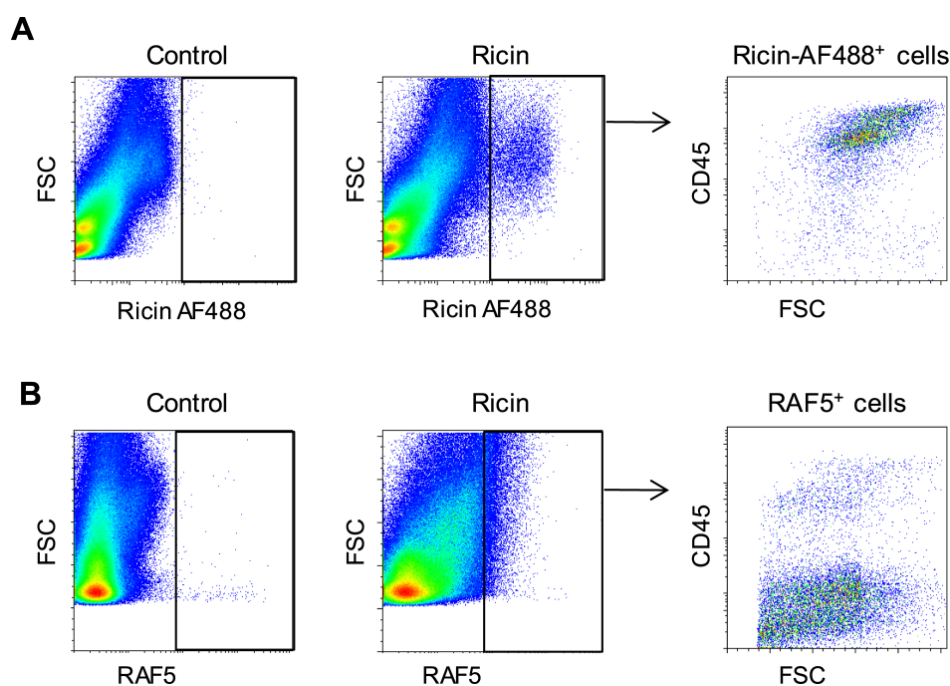 A
Control
Ricin
Ricin-AF488⁺ cells
FSC
FSC
CD45
Ricin AF488
Ricin AF488
FSC
B
Control
Ricin
RAF5⁺ cells
FSC
FSC
CD45
RAF5
RAF5
FSC